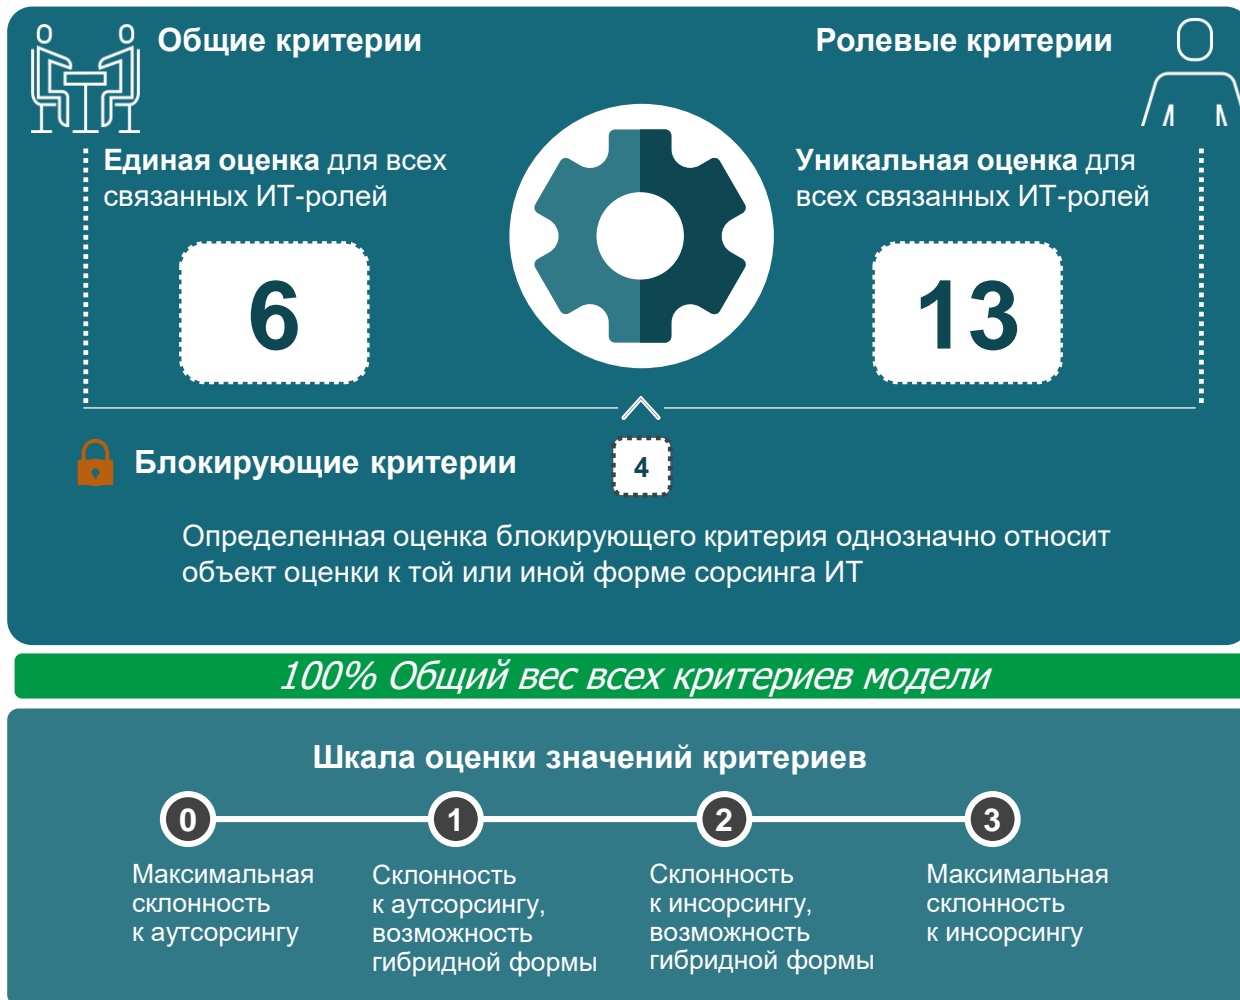 Общие критерии
Ролевые критерии
Единая оценка для всех
связанных ИТ-ролей
Уникальная оценка для
всех связанных ИТ-ролей
6
13
Блокирующие критерии
4
Определенная оценка блокирующего критерия однозначно относит
объект оценки к той или иной форме сорсинга ИТ
100% Общий вес всех критериев модели
Шкала оценки значений критериев
0
1
2
3
Максимальная
склонность
к аутсорсингу
Склонность
к аутсорсингу,
возможность
гибридной формы
Склонность
к инсорсингу,
возможность
гибридной формы
Максимальная
склонность
к инсорсингу